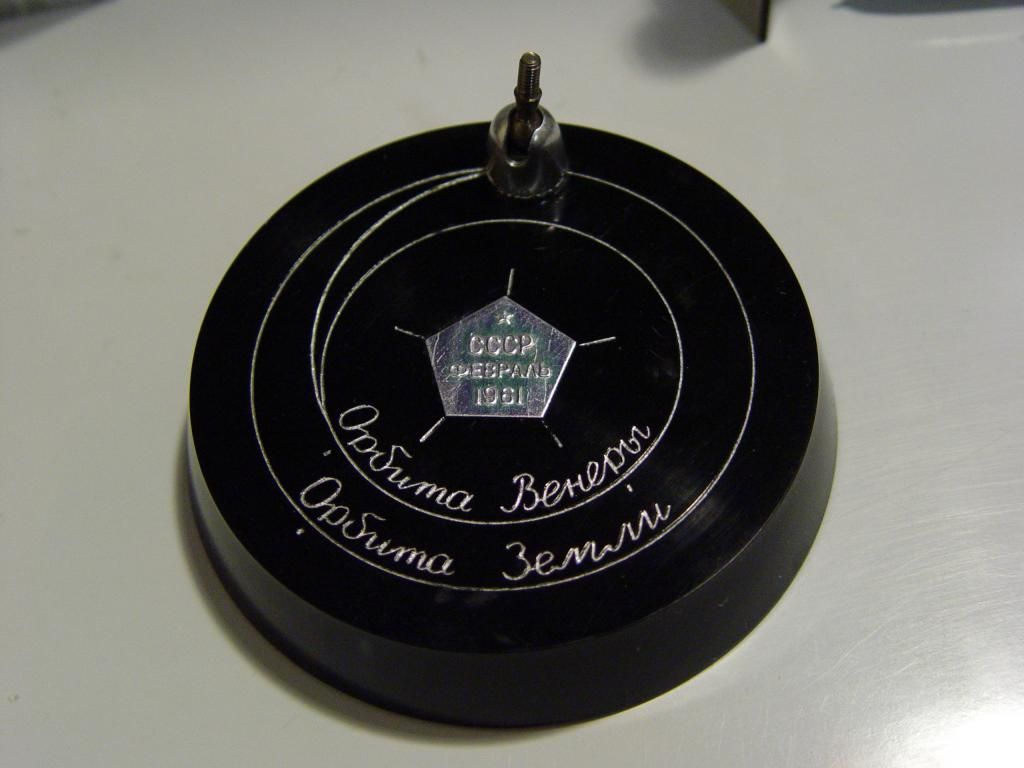 СССР
ФЕВРАЛЬ
1961
Орбита Венеры
Орбита Земли